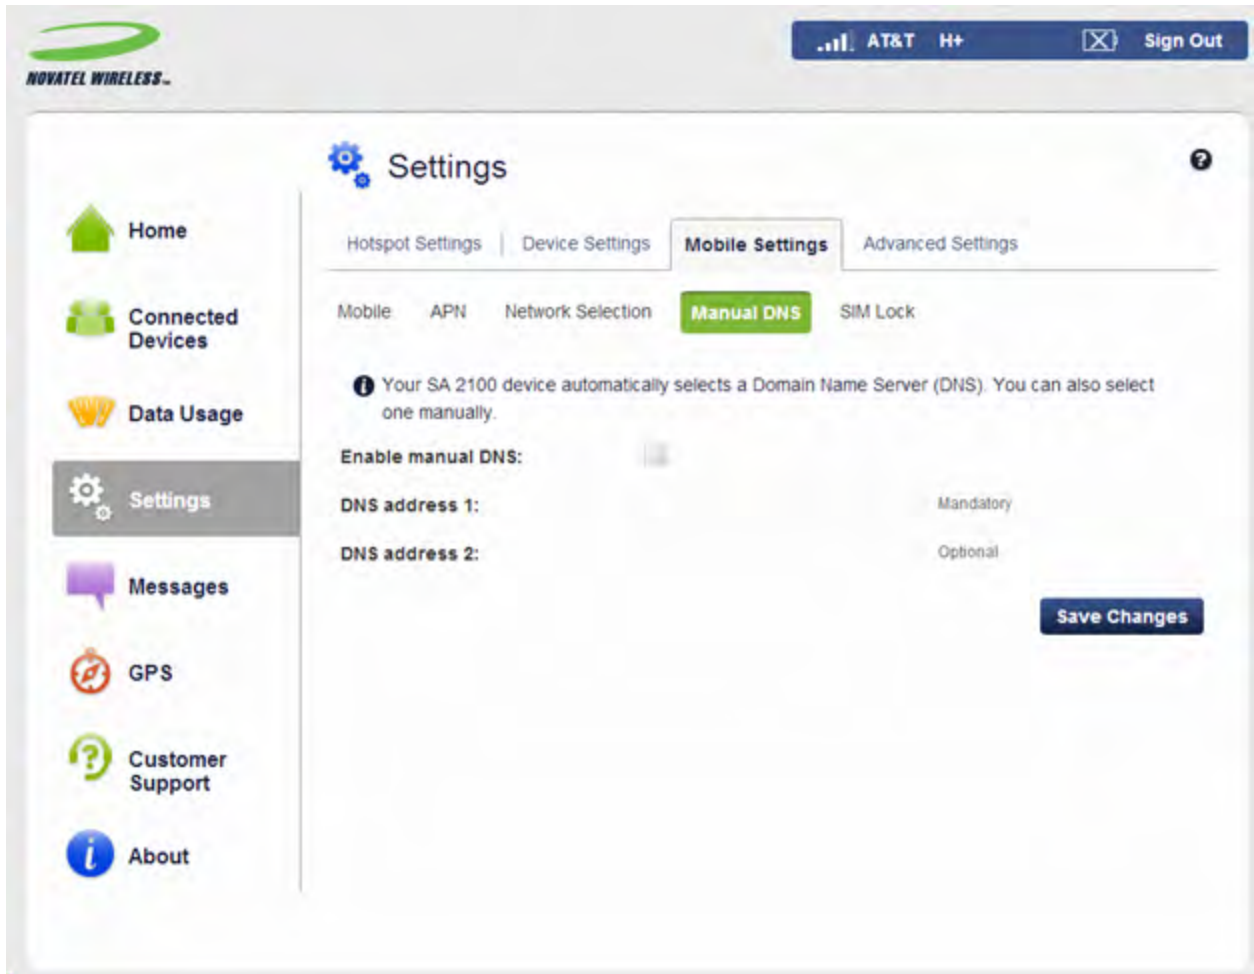 NOVATEL WIRELESS™
AT&T H+ Sign Out
Settings
Home
Connected
Devices
Data Usage
Settings
Messages
GPS
Customer
Support
About
Hotspot Settings Device Settings Mobile Settings Advanced Settings
Mobile APN Network Selection Manual DNS SIM Lock
Your SA 2100 device automatically selects a Domain Name Server (DNS). You can also select
one manually.
Enable manual DNS:
DNS address 1: Mandatory
DNS address 2: Optional
Save Changes